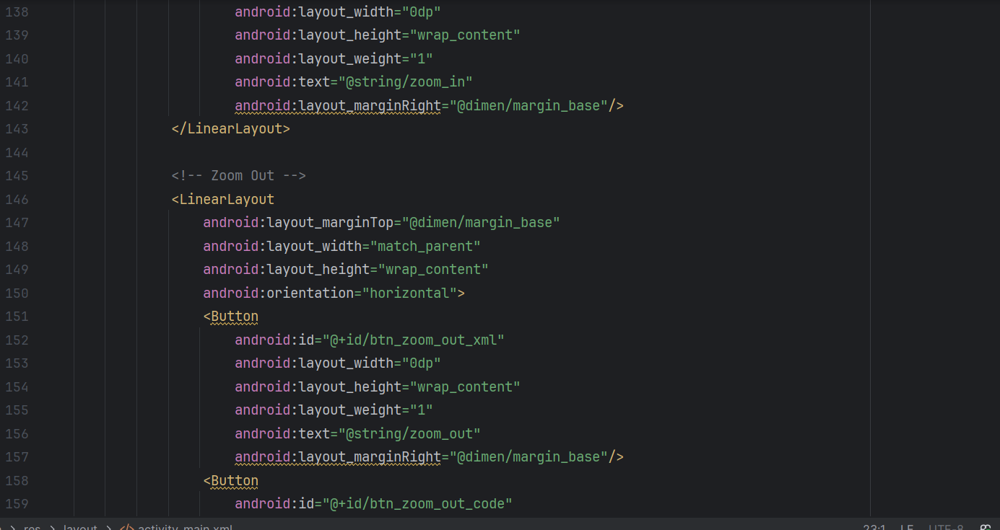 138 android:layout_width="0dp"
139 android:layout_height="wrap_content"
140 android:layout_weight="1"
141 android:text="@string/zoom_in"
142 android:layout_marginRight="@dimen/margin_base"/>
143 </LinearLayout>
144
145 <!-- Zoom Out -->
146 <LinearLayout
147 android:layout_marginTop="@dimen/margin_base"
148 android:layout_width="match_parent"
149 android:layout_height="wrap_content"
150 android:orientation="horizontal">
151 <Button
152 android:id="@+id/btn_zoom_out_xml"
153 android:layout_width="0dp"
154 android:layout_height="wrap_content"
155 android:layout_weight="1"
156 android:text="@string/zoom_out"
157 android:layout_marginRight="@dimen/margin_base"/>
158 <Button
159 android:id="@+id/btn_zoom_out_code"
> res > layout > </> activity_main.xml 23:1 LF UTF-8